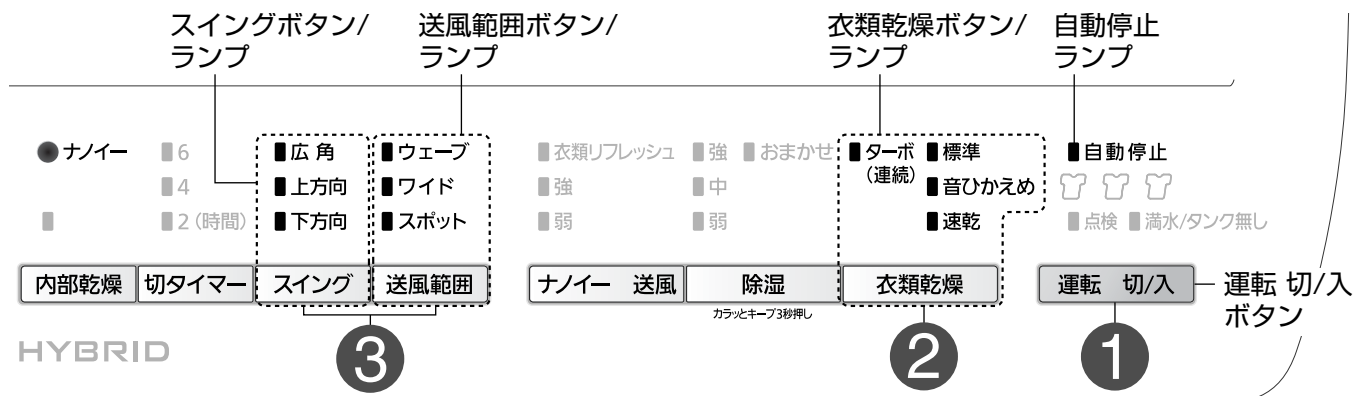 スイングボタン/
ランプ
送風範囲ボタン/
ランプ
衣類乾燥ボタン/
ランプ
自動停止
ランプ
ナノイー
6
4
2 (時間)
広 角
上方向
下方向
ウェーブ
ワイド
スポット
衣類リフレッシュ
強
弱
強
おまかせ
中
弱
ターボ
(連続)
標準
音ひかえめ
速乾
自動停止
点検
満水/タンク無し
内部乾燥
切タイマー
スイング
送風範囲
ナノイー 送風
除湿
カラッとキープ3秒押し
衣類乾燥
運転 切/入
運転 切/入
ボタン
HYBRID
3
2
1